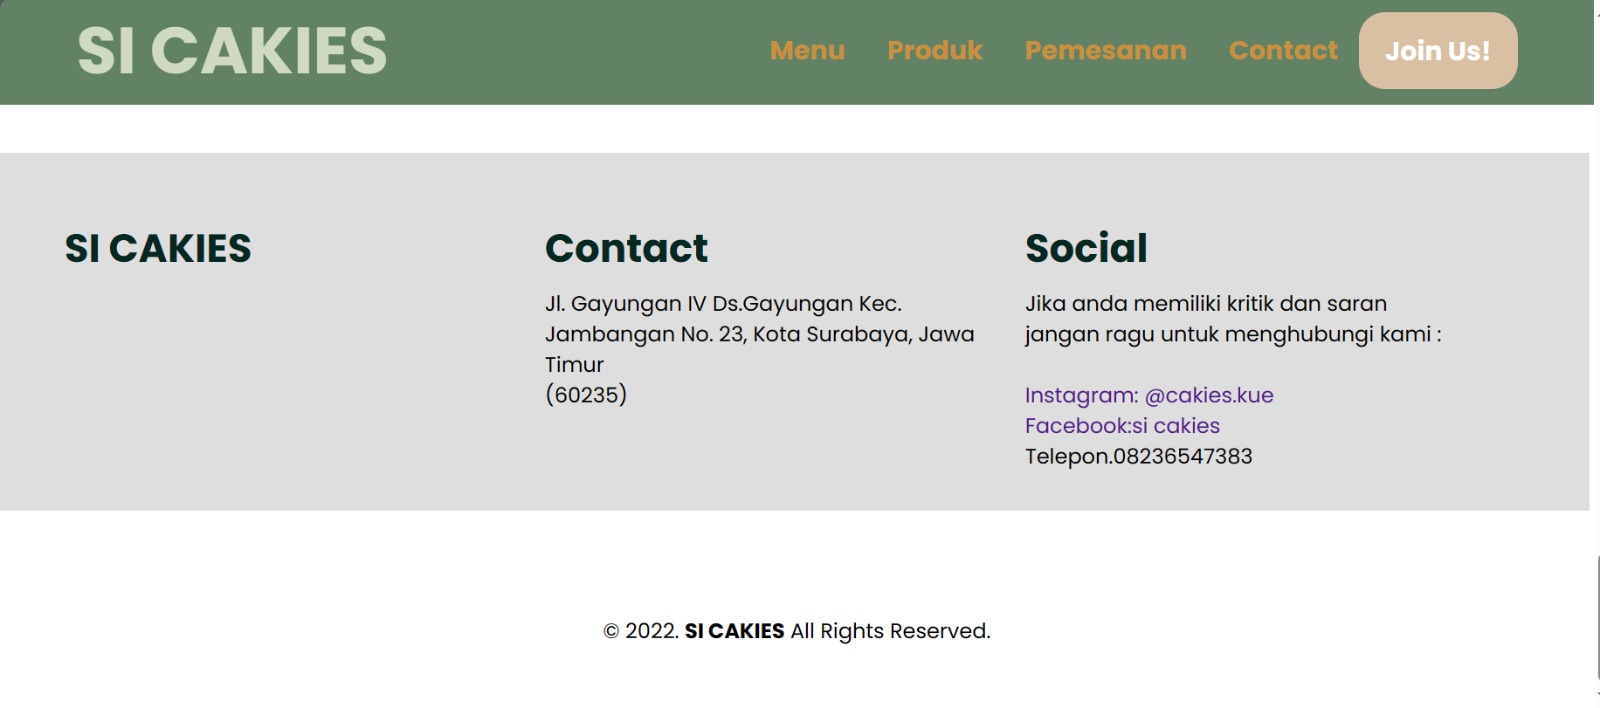 SI CAKIES
Menu Produk Pemesanan Contact Join Us!
SI CAKIES
Contact
Jl. Gayungan IV Ds.Gayungan Kec.
Jambangan No. 23, Kota Surabaya, Jawa
Timur
(60235)
Social
Jika anda memiliki kritik dan saran
jangan ragu untuk menghubungi kami :
Instagram: @cakies.kue
Facebook:si cakies
Telepon.08236547383
© 2022. SI CAKIES All Rights Reserved.